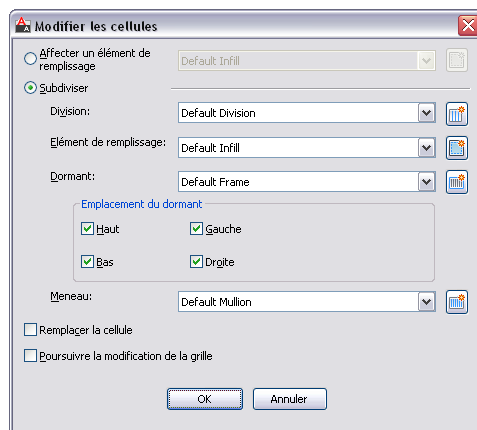 Modifier les cellules
Affecter un élément de
remplissage
Default Infill
Subdiviser
Division:
Default Division
Elément de remplissage:
Default Infill
Dormant:
Default Frame
Emplacement du dormant
Haut
Gauche
Bas
Droite
Meneau:
Default Mullion
Remplacer la cellule
Poursuivre la modification de la grille
OK
Annuler